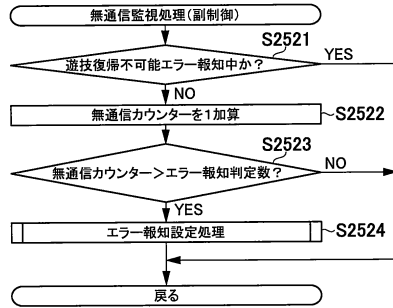 無通信監視処理(副制御)
S2521
遊技復帰不可能エラー報知中か？
YES
NO
無通信カウンターを1加算
S2522
S2523
無通信カウンター＞エラー報知判定数？
NO
YES
エラー報知設定処理
S2524
戻る